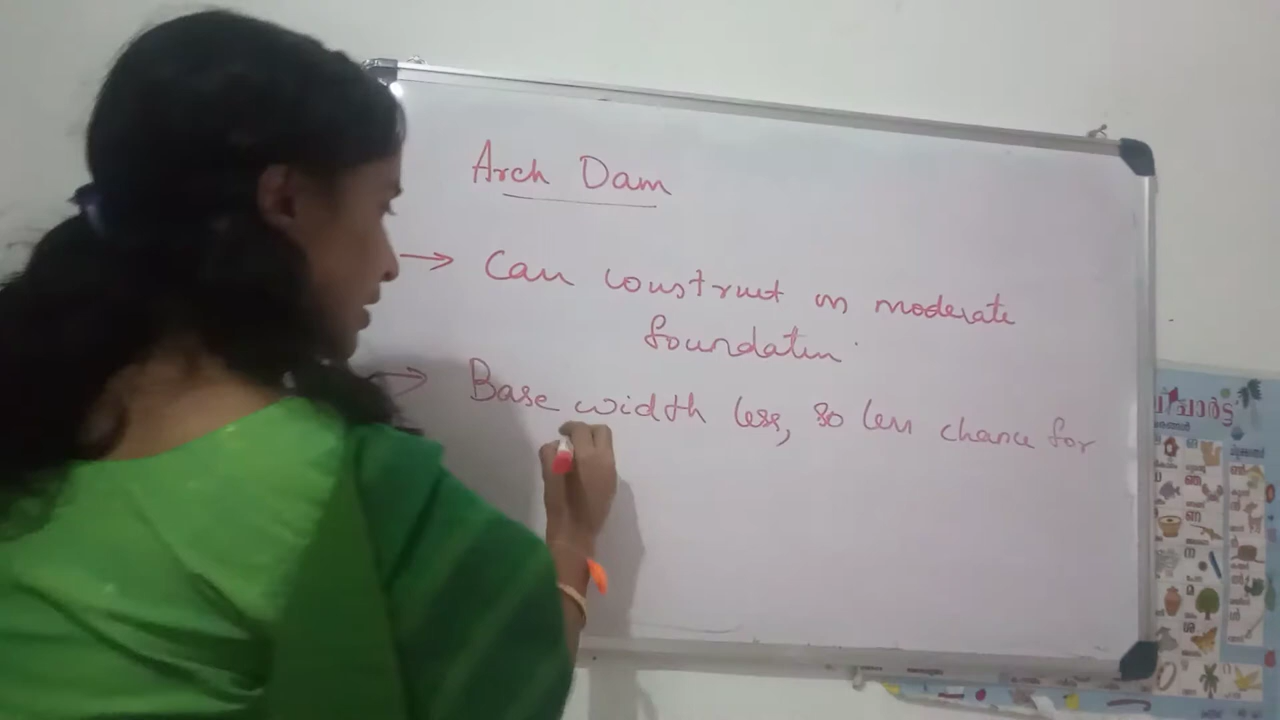 Arch Dam
→ Can construct on moderate
foundation.
→ Base width less, so less chance for